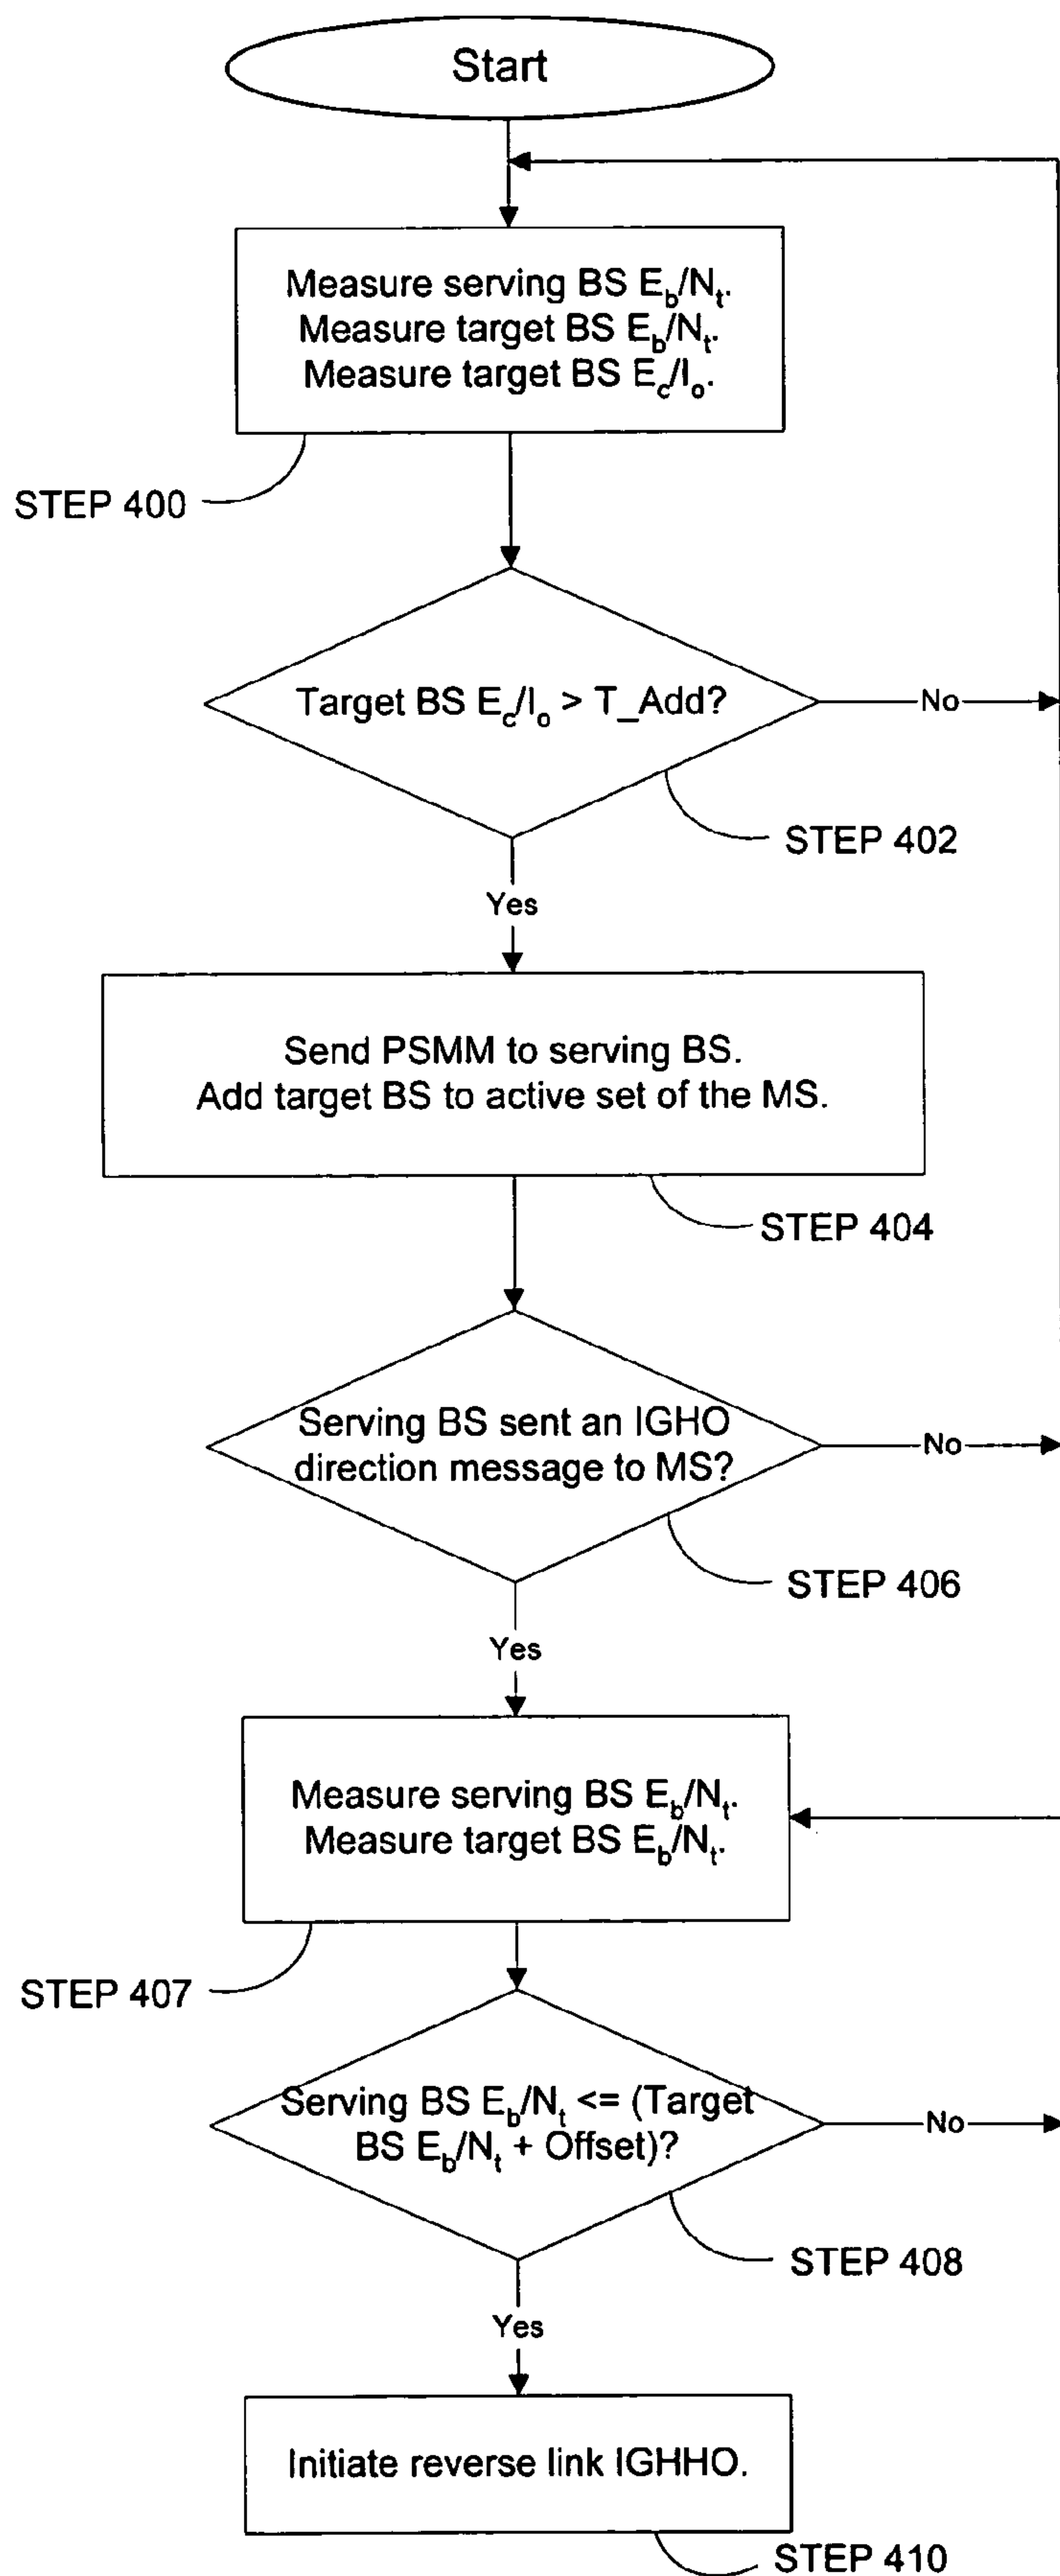 Start
Measure serving BS E_b/N_t.
Measure target BS E_b/N_t.
Measure target BS E_c/I_o.
STEP 400
Target BS E_c/I_o > T_Add?
No
STEP 402
Yes
Send PSMM to serving BS.
Add target BS to active set of the MS.
STEP 404
Serving BS sent an IGHO
direction message to MS?
No
STEP 406
Yes
Measure serving BS E_b/N_t.
Measure target BS E_b/N_t.
STEP 407
Serving BS E_b/N_t <= (Target
BS E_b/N_t + Offset)?
No
STEP 408
Yes
Initiate reverse link IGHHO.
STEP 410